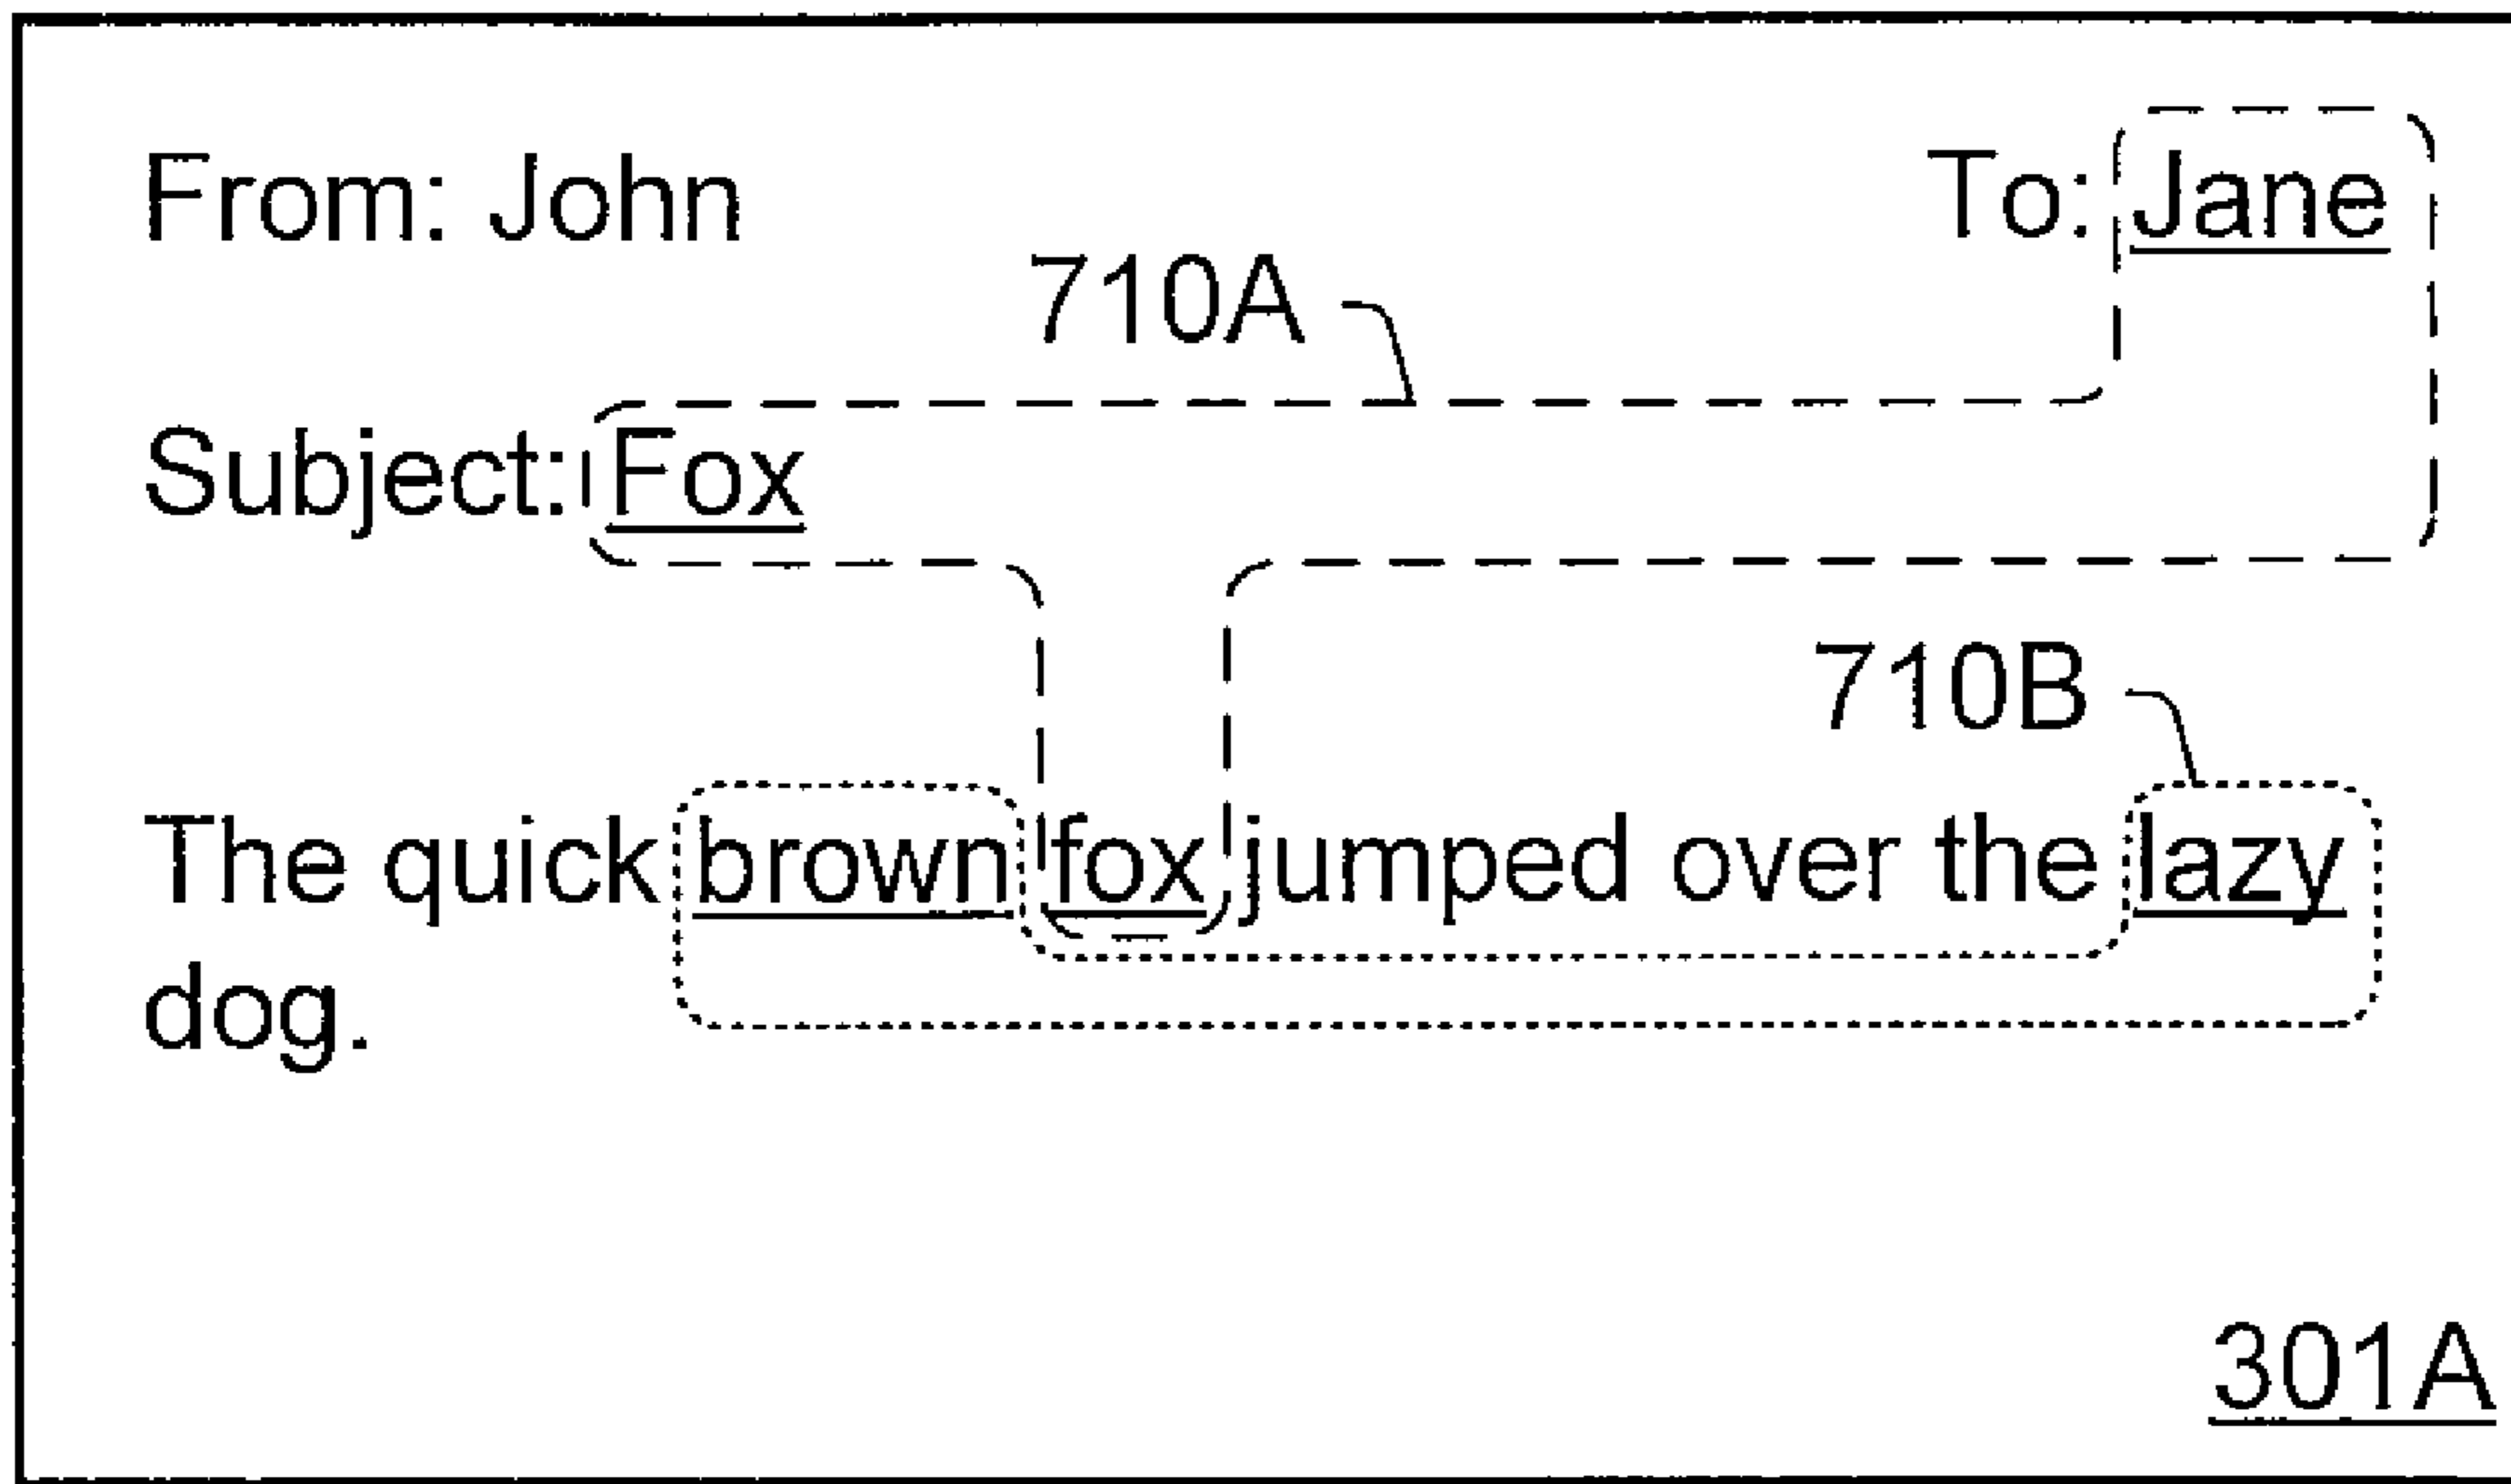 From: John To: Jane
710A
Subject: Fox
710B
The quick brown fox jumped over the lazy
dog.
301A